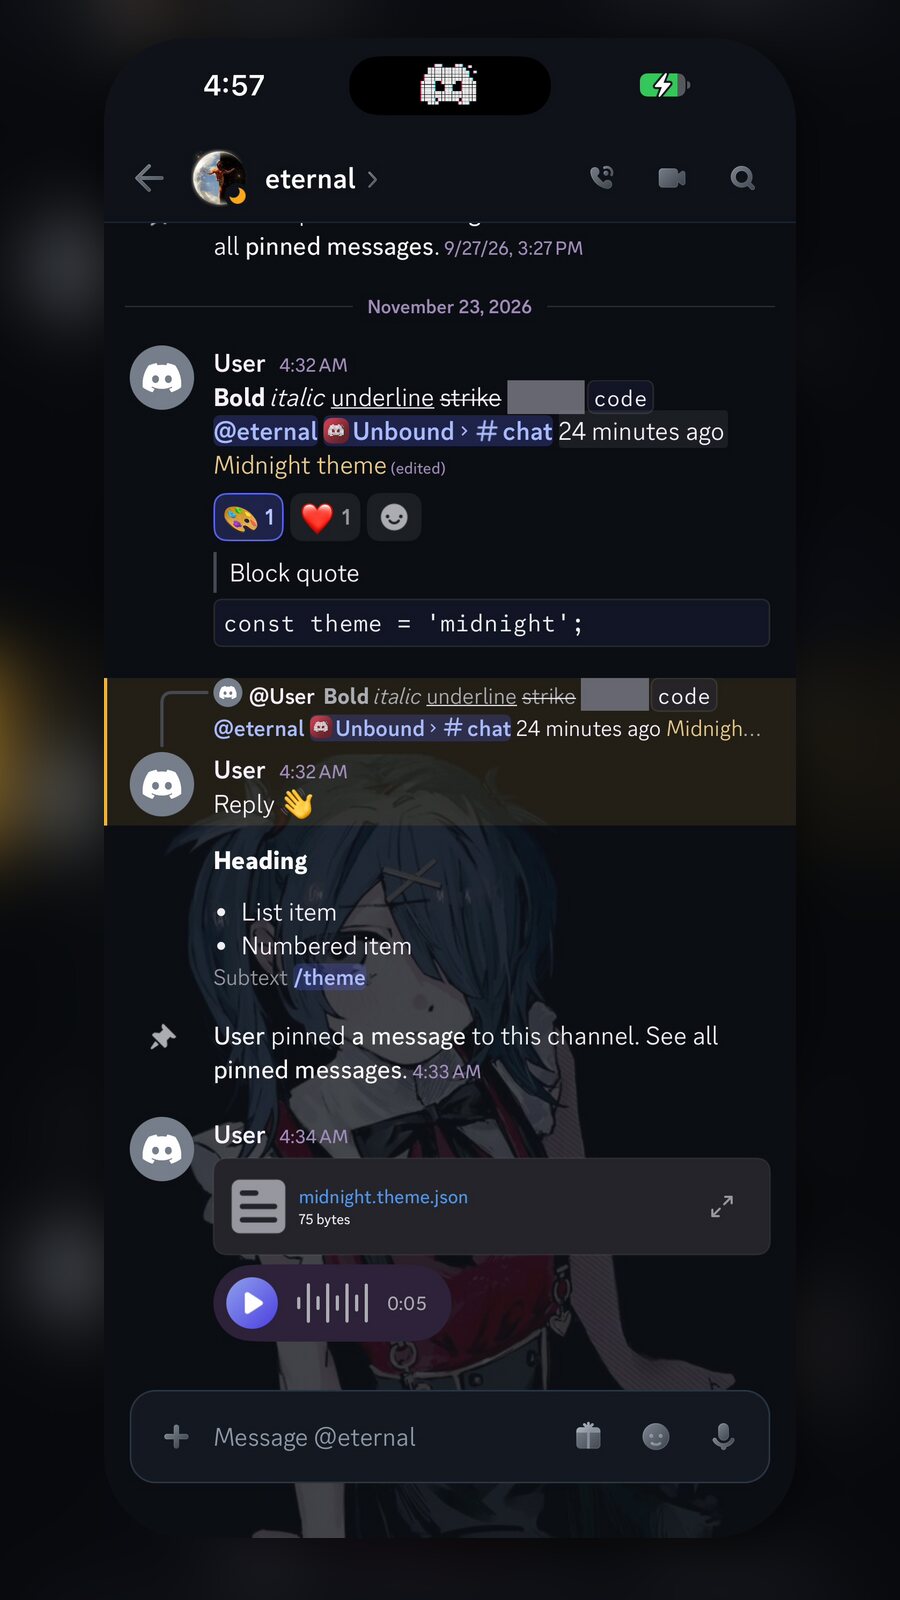 4:57
eternal
all pinned messages. 9/27/26, 3:27 PM
November 23, 2026
User 4:32 AM
Bold italic underline strike code
@eternal Unbound › # chat 24 minutes ago
Midnight theme (edited)
1 1
Block quote
const theme = 'midnight';
@User Bold italic underline strike code
@eternal Unbound › # chat 24 minutes ago Midnigh...
User 4:32 AM
Reply
Heading
• List item
• Numbered item
Subtext /theme
User pinned a message to this channel. See all
pinned messages. 4:33 AM
User 4:34 AM
midnight.theme.json
75 bytes
0:05
Message @eternal